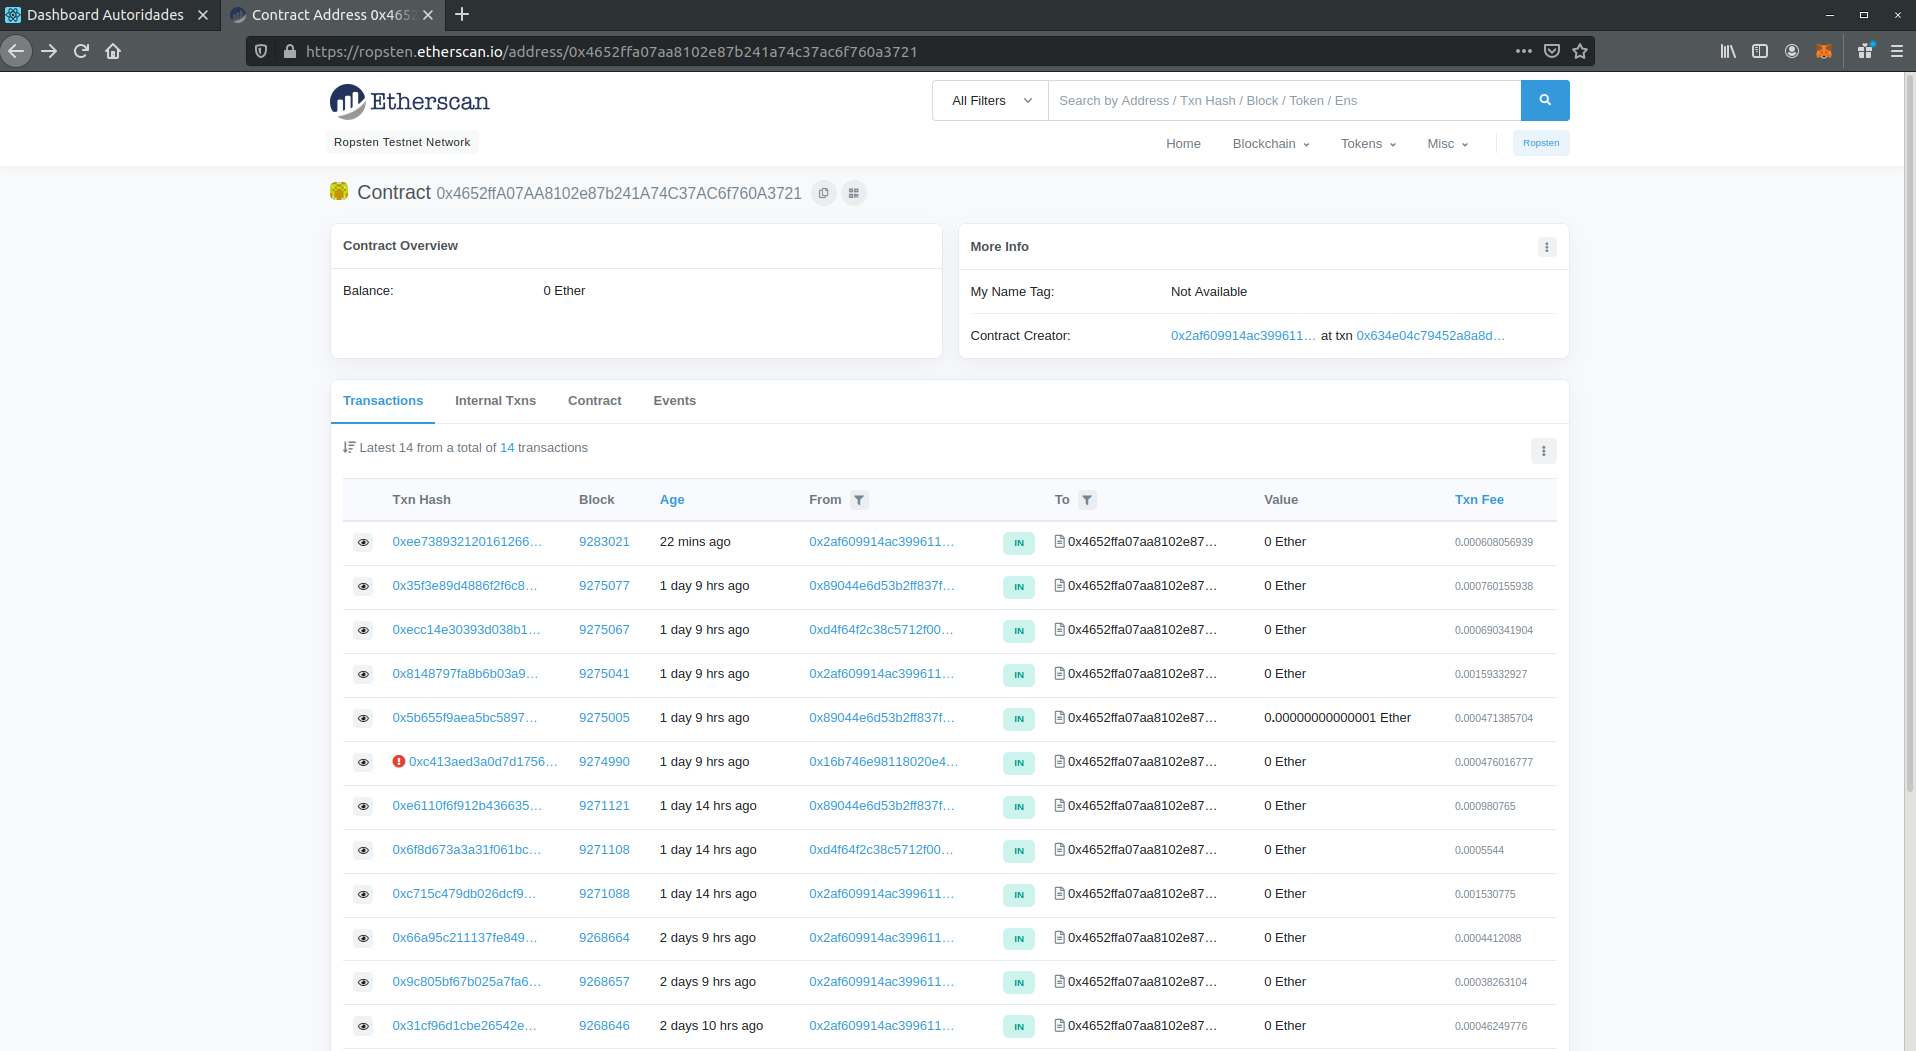 Dashboard Autoridades
Contract Address 0x4652
https://ropsten.etherscan.io/address/0x4652ffa07aa8102e87b241a74c37ac6f760a3721
Etherscan
All Filters
Search by Address / Txn Hash / Block / Token / Ens
Ropsten Testnet Network
Home Blockchain Tokens Misc Ropsten
Contract 0x4652ffA07AA8102e87b241A74C37AC6f760A3721
Contract Overview
Balance: 0 Ether
More Info
My Name Tag: Not Available
Contract Creator: 0x2af609914ac399611... at txn 0x634e04c79452a8a8d...
Transactions Internal Txns Contract Events
Latest 14 from a total of 14 transactions
Txn Hash Block Age From To Value Txn Fee
0xee738932120161266... 9283021 22 mins ago 0x2af609914ac399611... IN 0x4652ffa07aa8102e87... 0 Ether 0.000608056939
0x35f3e89d4886f2f6c8... 9275077 1 day 9 hrs ago 0x89044e6d53b2ff837f... IN 0x4652ffa07aa8102e87... 0 Ether 0.000760155938
0xecc14e30393d038b1... 9275067 1 day 9 hrs ago 0xd4f64f2c38c5712f00... IN 0x4652ffa07aa8102e87... 0 Ether 0.000690341904
0x8148797fa8b6b03a9... 9275041 1 day 9 hrs ago 0x2af609914ac399611... IN 0x4652ffa07aa8102e87... 0 Ether 0.00159332927
0x5b655f9aea5bc5897... 9275005 1 day 9 hrs ago 0x89044e6d53b2ff837f... IN 0x4652ffa07aa8102e87... 0.00000000000001 Ether 0.000471385704
0xc413aed3a0d7d1756... 9274990 1 day 9 hrs ago 0x16b746e98118020e4... IN 0x4652ffa07aa8102e87... 0 Ether 0.000476016777
0xe6110f6f912b436635... 9271121 1 day 14 hrs ago 0x89044e6d53b2ff837f... IN 0x4652ffa07aa8102e87... 0 Ether 0.000980765
0x6f8d673a3a31f061bc... 9271108 1 day 14 hrs ago 0xd4f64f2c38c5712f00... IN 0x4652ffa07aa8102e87... 0 Ether 0.0005544
0xc715c479db026dcf9... 9271088 1 day 14 hrs ago 0x2af609914ac399611... IN 0x4652ffa07aa8102e87... 0 Ether 0.001530775
0x66a95c211137fe849... 9268664 2 days 9 hrs ago 0x2af609914ac399611... IN 0x4652ffa07aa8102e87... 0 Ether 0.0004412088
0x9c805bf67b025a7fa6... 9268657 2 days 9 hrs ago 0x2af609914ac399611... IN 0x4652ffa07aa8102e87... 0 Ether 0.00038263104
0x31cf96d1cbe26542e... 9268646 2 days 10 hrs ago 0x2af609914ac399611... IN 0x4652ffa07aa8102e87... 0 Ether 0.00046249776